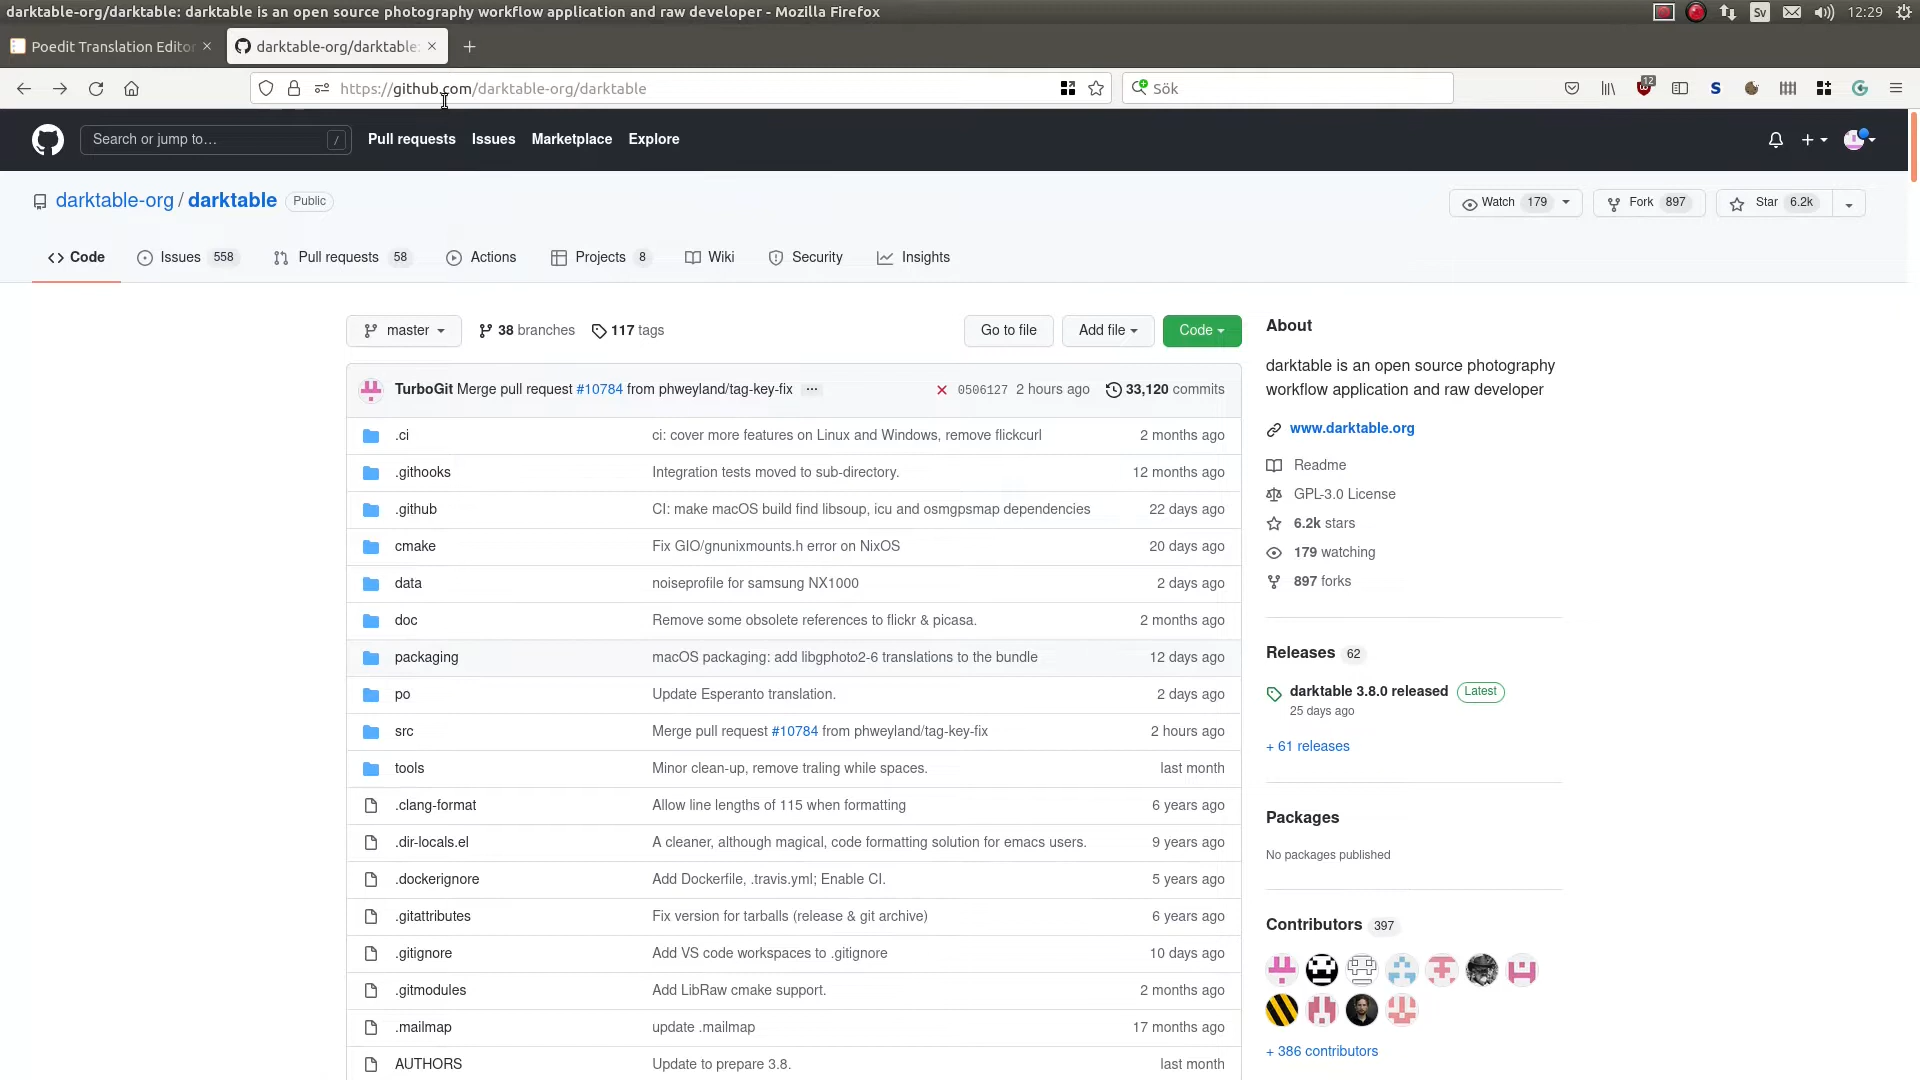 darktable-org/darktable: darktable is an open source photography workflow application and raw developer - Mozilla Firefox
Sv 12:29
Poedit Translation Editor
darktable-org/darktable:
https://github.com/darktable-org/darktable
Sök
12
S
Search or jump to…
/
Pull requests
Issues
Marketplace
Explore
darktable-org / darktable Public
Watch 179
Fork 897
Star 6.2k
Code
Issues 558
Pull requests 58
Actions
Projects 8
Wiki
Security
Insights
master
38 branches
117 tags
Go to file
Add file
Code
TurboGit Merge pull request #10784 from phweyland/tag-key-fix ... 0506127 2 hours ago 33,120 commits
.ci ci: cover more features on Linux and Windows, remove flickcurl 2 months ago
.githooks Integration tests moved to sub-directory. 12 months ago
.github CI: make macOS build find libsoup, icu and osmgpsmap dependencies 22 days ago
cmake Fix GIO/gnunixmounts.h error on NixOS 20 days ago
data noiseprofile for samsung NX1000 2 days ago
doc Remove some obsolete references to flickr & picasa. 2 months ago
packaging macOS packaging: add libgphoto2-6 translations to the bundle 12 days ago
po Update Esperanto translation. 2 days ago
src Merge pull request #10784 from phweyland/tag-key-fix 2 hours ago
tools Minor clean-up, remove traling while spaces. last month
.clang-format Allow line lengths of 115 when formatting 6 years ago
.dir-locals.el A cleaner, although magical, code formatting solution for emacs users. 9 years ago
.dockerignore Add Dockerfile, .travis.yml; Enable CI. 5 years ago
.gitattributes Fix version for tarballs (release & git archive) 6 years ago
.gitignore Add VS code workspaces to .gitignore 10 days ago
.gitmodules Add LibRaw cmake support. 2 months ago
.mailmap update .mailmap 17 months ago
AUTHORS Update to prepare 3.8. last month
About
darktable is an open source photography
workflow application and raw developer
www.darktable.org
Readme
GPL-3.0 License
6.2k stars
179 watching
897 forks
Releases 62
darktable 3.8.0 released Latest
25 days ago
+ 61 releases
Packages
No packages published
Contributors 397
+ 386 contributors